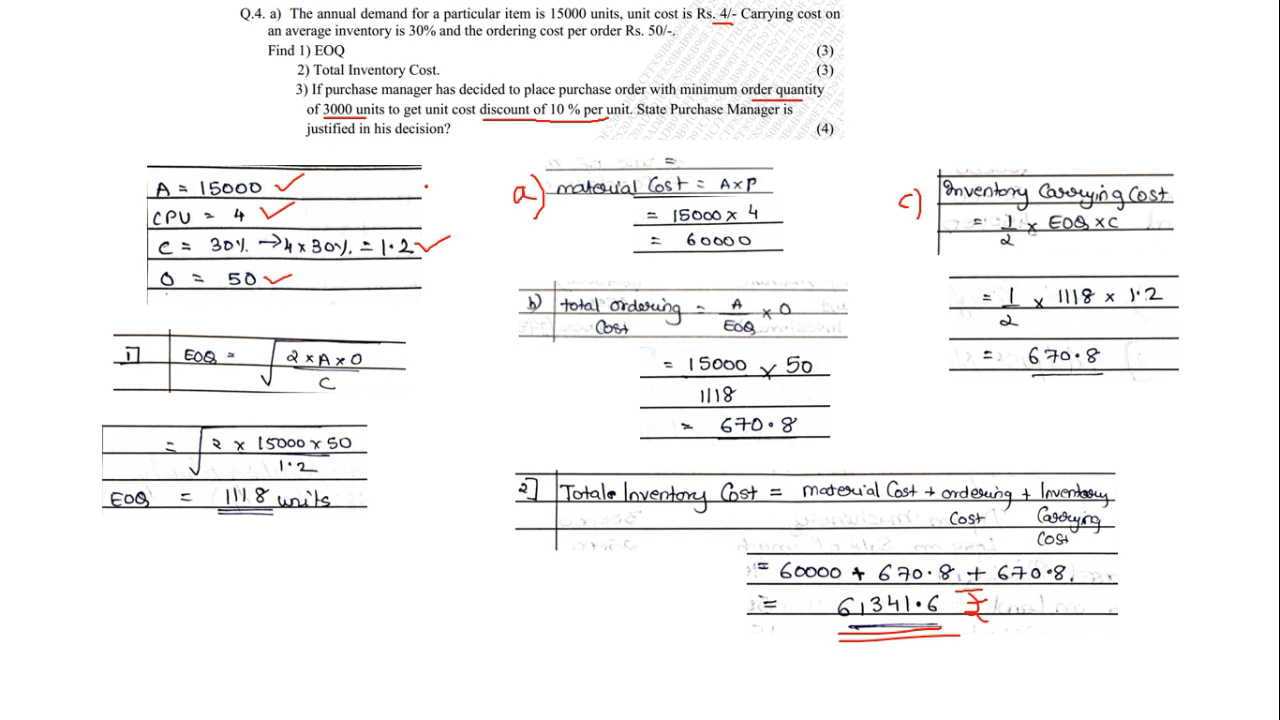 Q.4. a) The annual demand for a particular item is 15000 units, unit cost is Rs. 4/- Carrying cost on
an average inventory is 30% and the ordering cost per order Rs. 50/-.
Find 1) EOQ (3)
2) Total Inventory Cost. (3)
3) If purchase manager has decided to place purchase order with minimum order quantity
of 3000 units to get unit cost discount of 10 % per unit. State Purchase Manager is
justified in his decision? (4)
A = 15000
CPU = 4
C = 30% → 4 x 30% = 1.2
O = 50
1] EOQ = √ 2 x A x O
C
= √ 2 x 15000 x 50
1.2
EOQ = 1118 units
a) material Cost = A x P
= 15000 x 4
= 60000
b) total ordering = A x O
Cost EOQ
= 15000 x 50
1118
= 670.8
c) Inventory Carrying Cost
= 1 x EOQ x C
2
= 1 x 1118 x 1.2
2
= 670.8
2] Total Inventory Cost = material Cost + ordering + Inventory
Cost Carrying
Cost
= 60000 + 670.8 + 670.8
= 61341.6 ₹